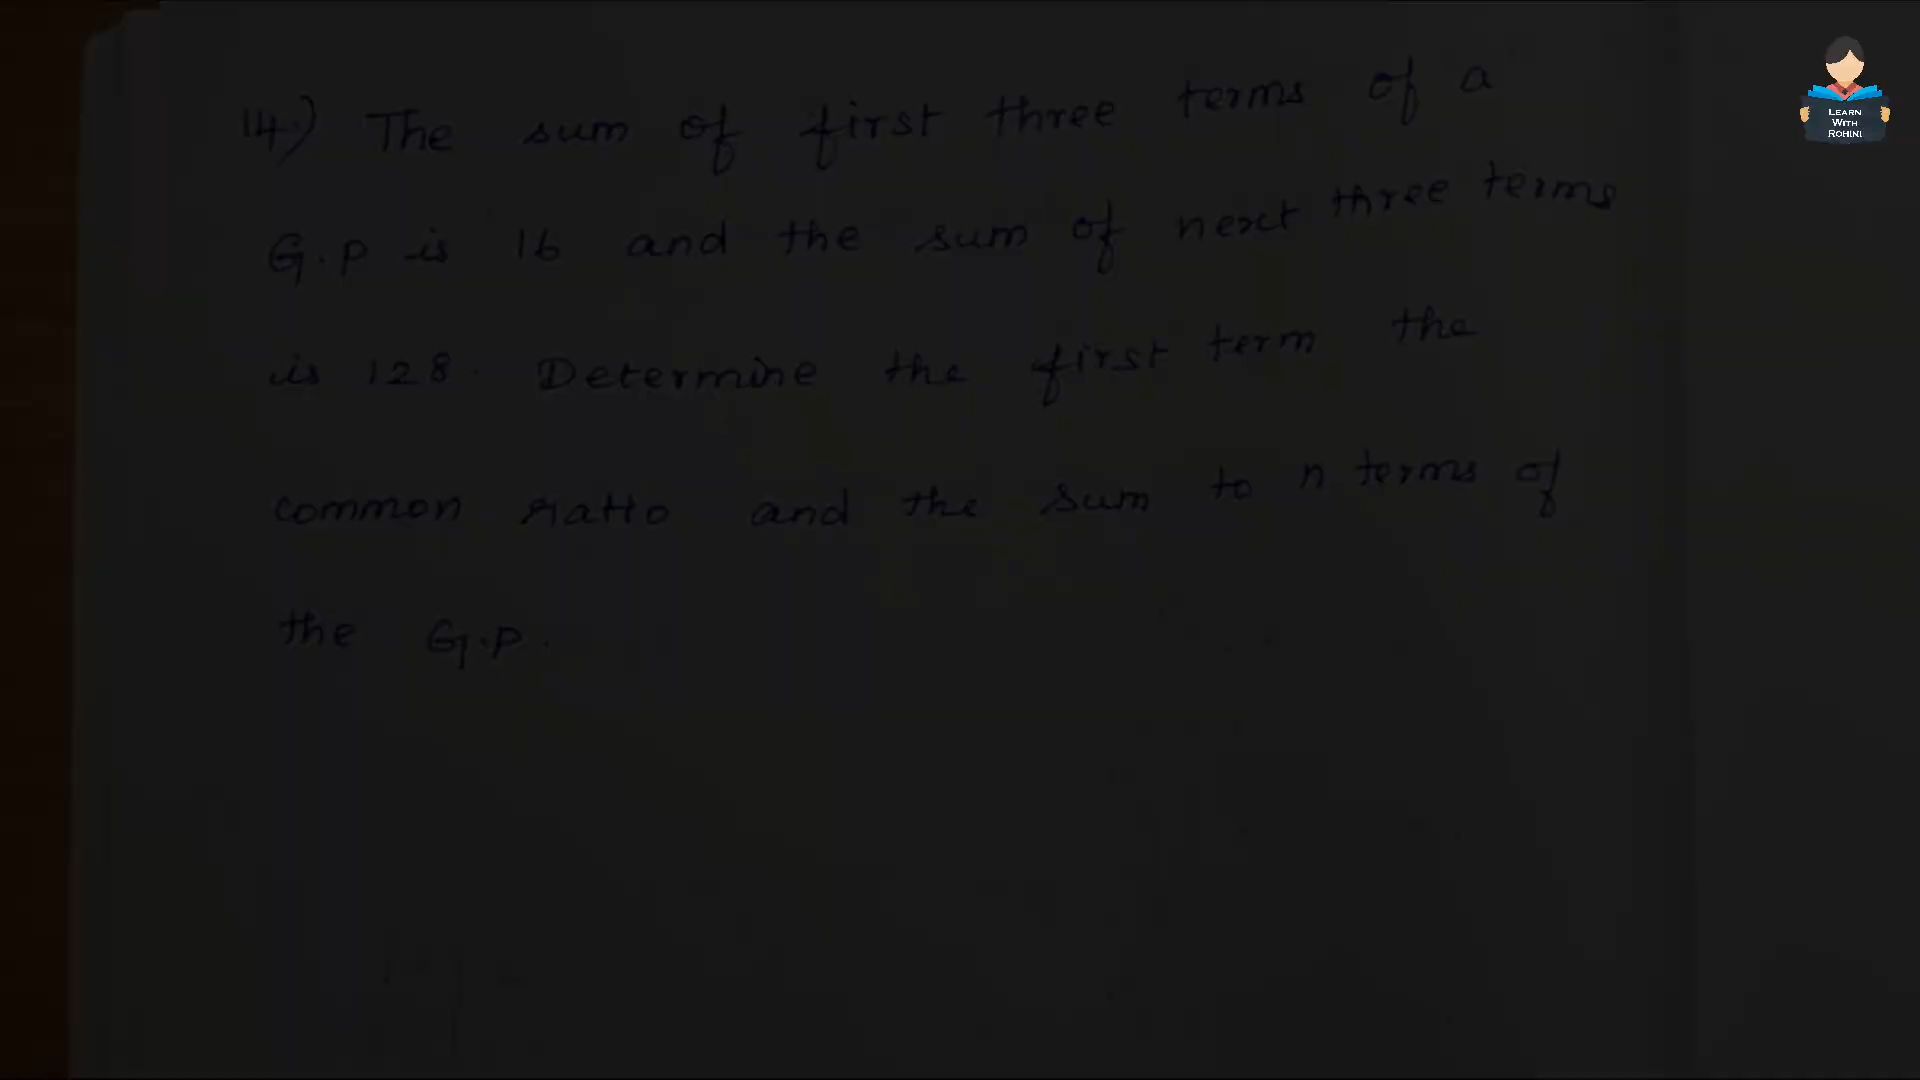 14.) The sum of first three terms of a
G.P is 16 and the sum of next three terms
is 128. Determine the first term the
common ratio and the sum to n terms of
the G.P.
LEARN
WITH
ROHINI